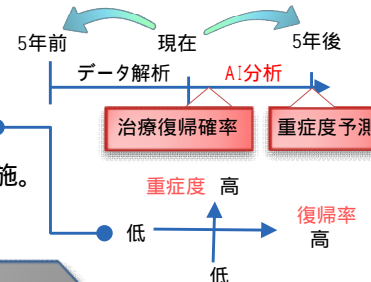 5年前 現在 5年後
データ解析 AI分析
治療復帰確率 重症度予測
施。
重症度 高
復帰率
低 高
低